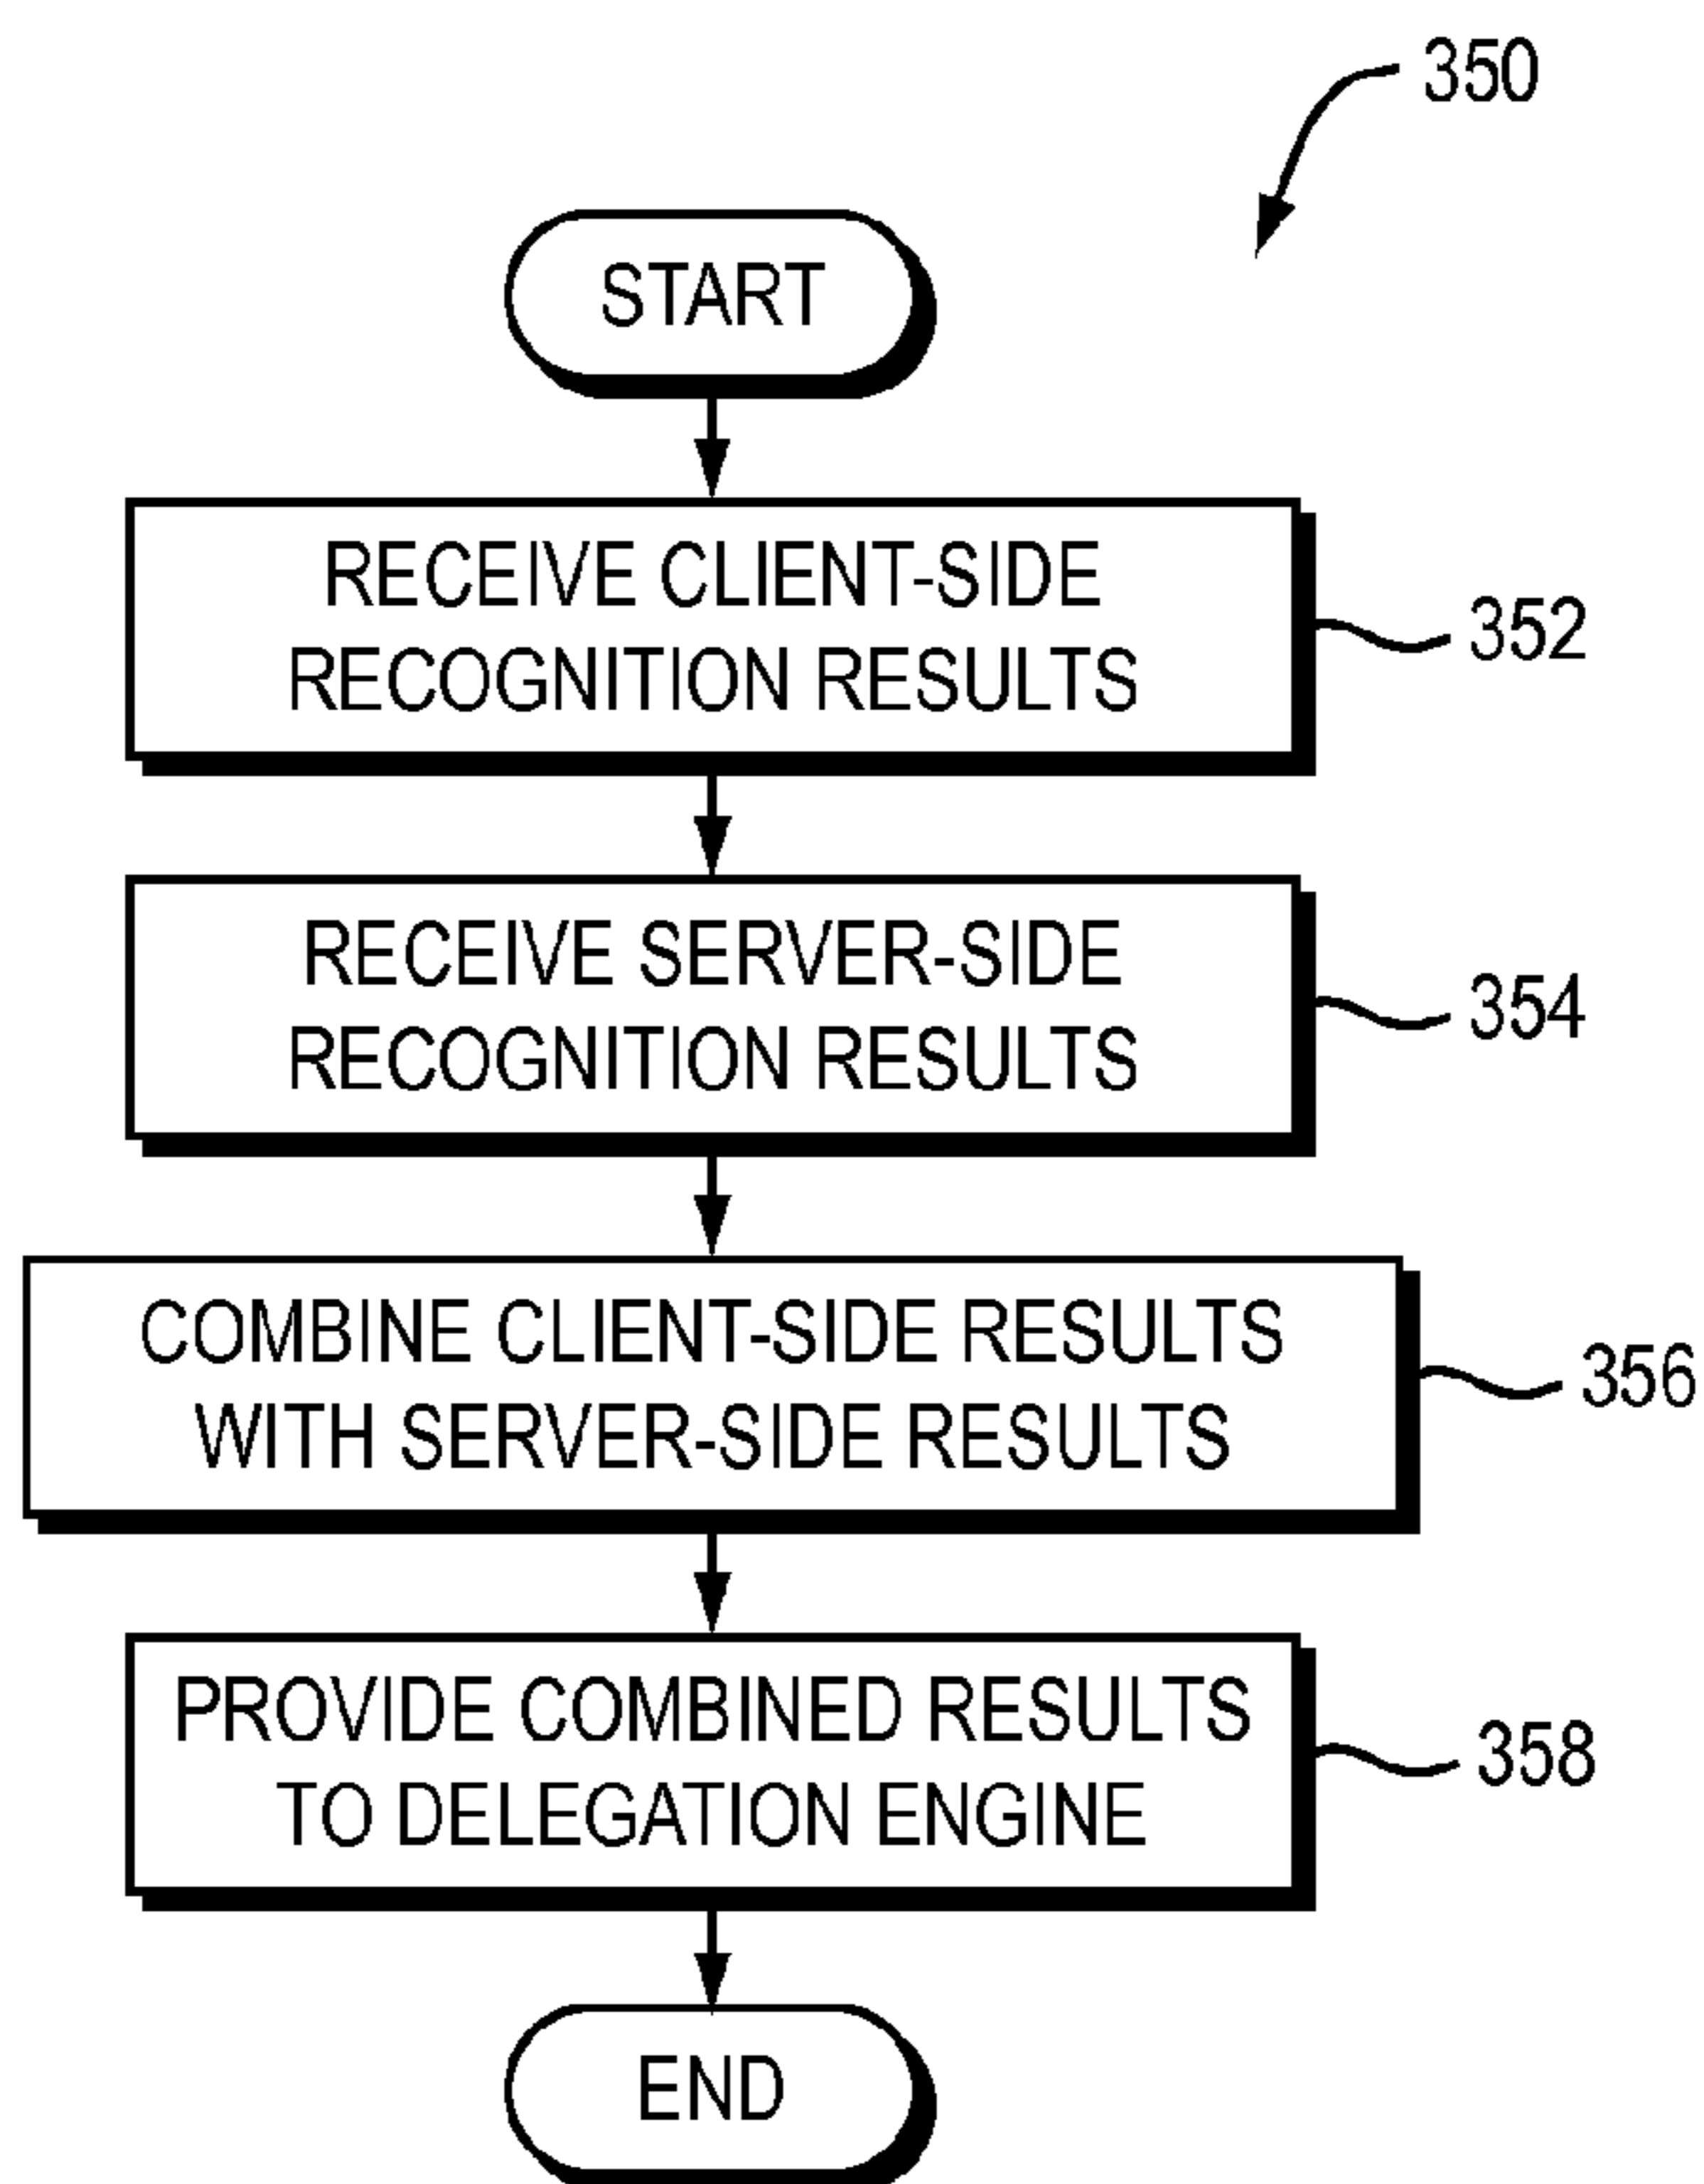 350
START
RECEIVE CLIENT-SIDE
RECOGNITION RESULTS
352
RECEIVE SERVER-SIDE
RECOGNITION RESULTS
354
COMBINE CLIENT-SIDE RESULTS
WITH SERVER-SIDE RESULTS
356
PROVIDE COMBINED RESULTS
TO DELEGATION ENGINE
358
END